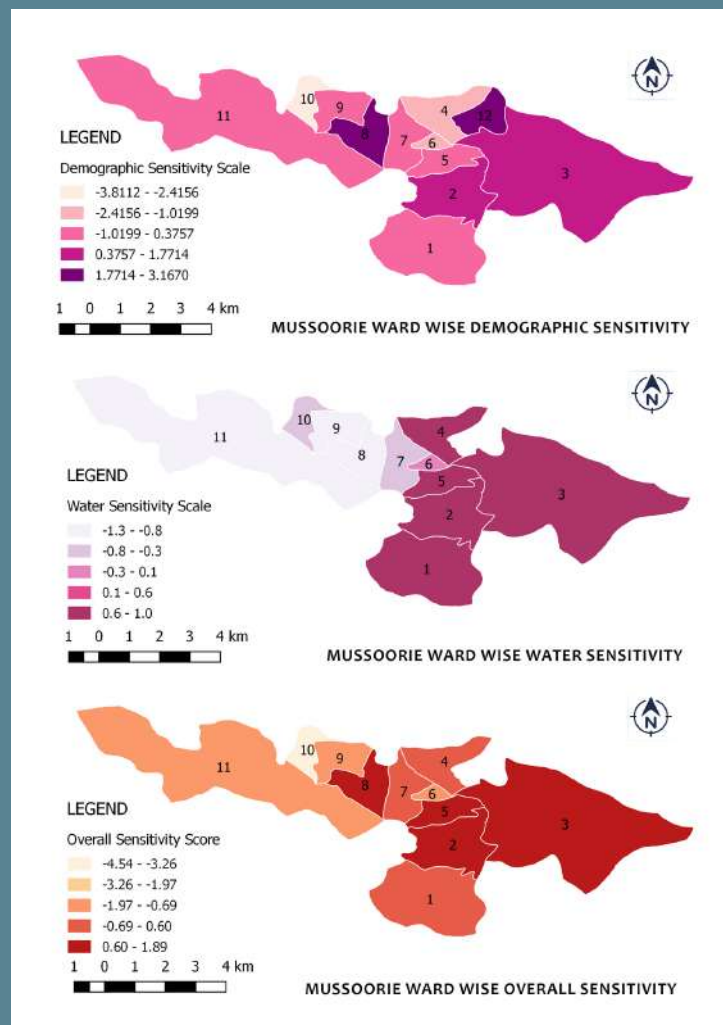 N
10
9
4
12
11
8
7
6
5
3
2
1
LEGEND
Demographic Sensitivity Scale
-3.8112 - -2.4156
-2.4156 - -1.0199
-1.0199 - 0.3757
0.3757 - 1.7714
1.7714 - 3.1670
1 0 1 2 3 4 km
MUSSOORIE WARD WISE DEMOGRAPHIC SENSITIVITY
N
10
9
4
11
8
7
6
5
3
2
1
LEGEND
Water Sensitivity Scale
-1.3 - -0.8
-0.8 - -0.3
-0.3 - 0.1
0.1 - 0.6
0.6 - 1.0
1 0 1 2 3 4 km
MUSSOORIE WARD WISE WATER SENSITIVITY
N
10
9
4
11
8
7
6
5
3
2
1
LEGEND
Overall Sensitivity Score
-4.54 - -3.26
-3.26 - -1.97
-1.97 - -0.69
-0.69 - 0.60
0.60 - 1.89
1 0 1 2 3 4 km
MUSSOORIE WARD WISE OVERALL SENSITIVITY